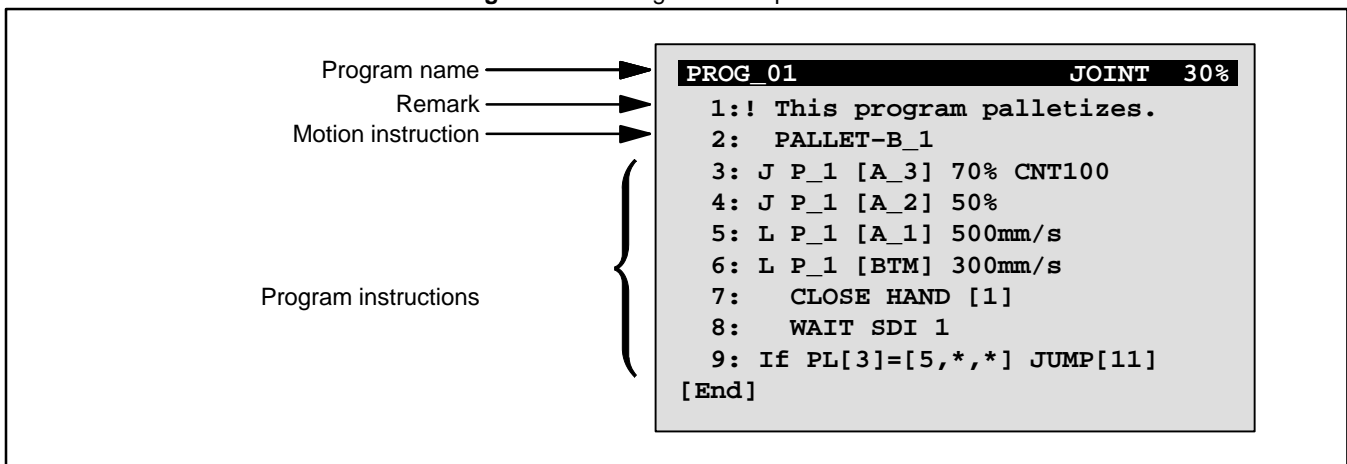 Program name
Remark
Motion instruction
Program instructions
PROG_01 JOINT 30%
1:! This program palletizes.
2: PALLET-B_1
3: J P_1 [A_3] 70% CNT100
4: J P_1 [A_2] 50%
5: L P_1 [A_1] 500mm/s
6: L P_1 [BTM] 300mm/s
7: CLOSE HAND [1]
8: WAIT SDI 1
9: If PL[3]=[5,*,*] JUMP[11]
[End]